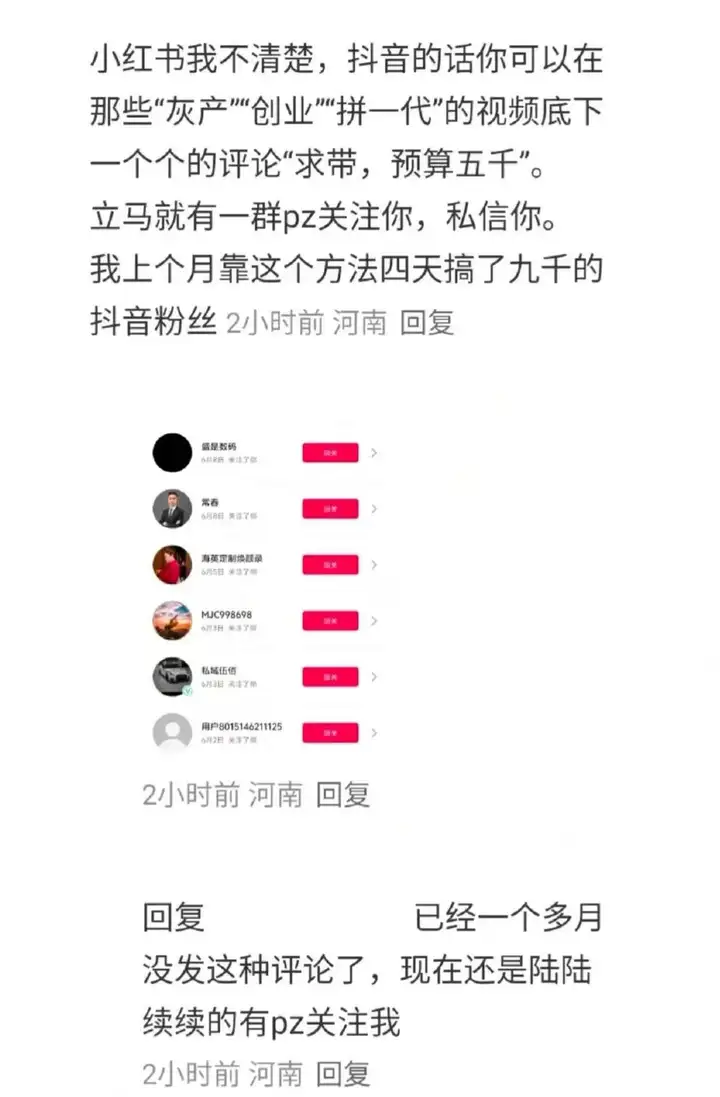 小红书我不清楚，抖音的话你可以在
那些“灰产”“创业”“拼一代”的视频底下
一个个的评论“求带，预算五千”。
立马就有一群pz关注你，私信你。
我上个月靠这个方法四天搞了九千的
抖音粉丝 2小时前 河南 回复
盛是数码
6月8日 关注了你
回关
常春
6月8日 关注了你
回关
海英定制焕颜录
6月5日 关注了你
回关
MJC998698
6月3日 关注了你
回关
私域伍佰
6月3日 关注了你
回关
用户8015146211125
6月2日 关注了你
回关
2小时前 河南 回复
回复 已经一个多月
没发这种评论了，现在还是陆陆
续续的有pz关注我
2小时前 河南 回复